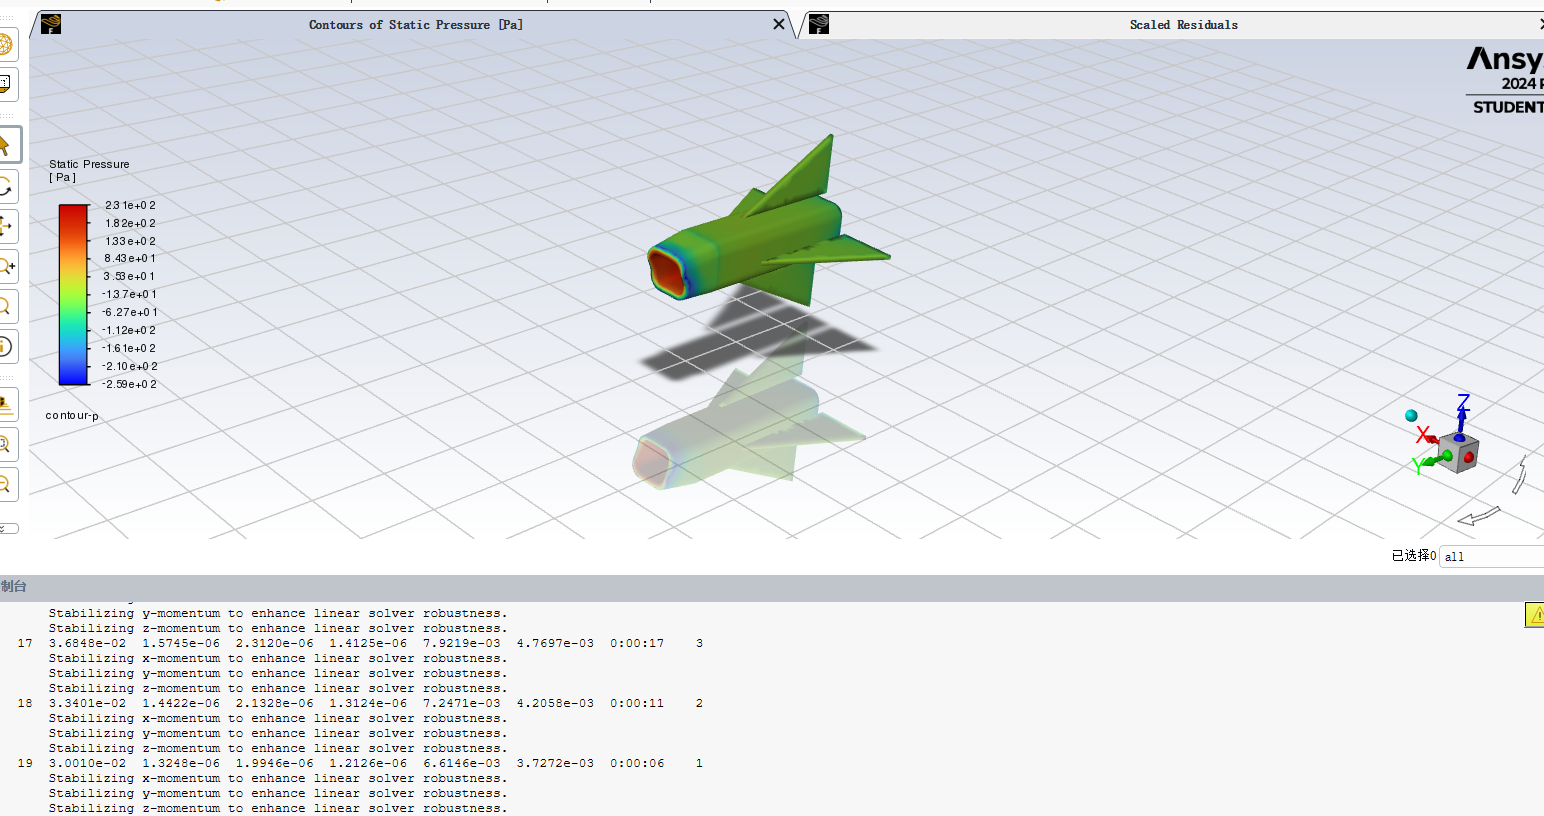 Contours of Static Pressure [Pa]
Scaled Residuals
Ansys
2024
STUDENT
Static Pressure
[ Pa ]
2.31e+02
1.82e+02
1.33e+02
8.43e+01
3.53e+01
-1.37e+01
-6.27e+01
-1.12e+02
-1.61e+02
-2.10e+02
-2.59e+02
contour-p
Z
X
Y
已选择0 all
制台
Stabilizing y-momentum to enhance linear solver robustness.
Stabilizing z-momentum to enhance linear solver robustness.
17 3.6848e-02 1.5745e-06 2.3120e-06 1.4125e-06 7.9219e-03 4.7697e-03 0:00:17 3
Stabilizing x-momentum to enhance linear solver robustness.
Stabilizing y-momentum to enhance linear solver robustness.
Stabilizing z-momentum to enhance linear solver robustness.
18 3.3401e-02 1.4422e-06 2.1328e-06 1.3124e-06 7.2471e-03 4.2058e-03 0:00:11 2
Stabilizing x-momentum to enhance linear solver robustness.
Stabilizing y-momentum to enhance linear solver robustness.
Stabilizing z-momentum to enhance linear solver robustness.
19 3.0010e-02 1.3248e-06 1.9946e-06 1.2126e-06 6.6146e-03 3.7272e-03 0:00:06 1
Stabilizing x-momentum to enhance linear solver robustness.
Stabilizing y-momentum to enhance linear solver robustness.
Stabilizing z-momentum to enhance linear solver robustness.